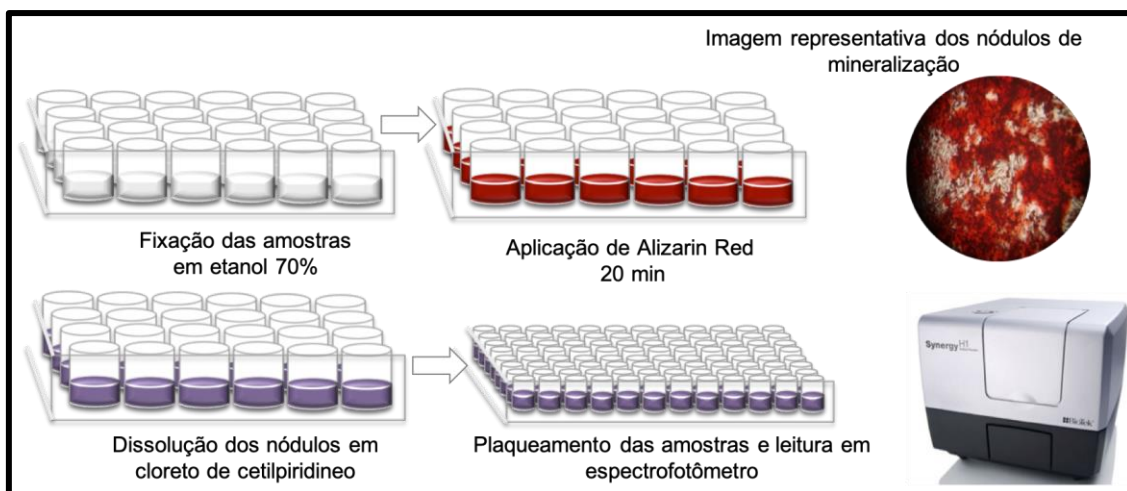 Imagem representativa dos nódulos de
mineralização
Fixação das amostras
em etanol 70%
Aplicação de Alizarin Red
20 min
Synergy H1
BioTek
Dissolução dos nódulos em
cloreto de cetilpiridineo
Plaqueamento das amostras e leitura em
espectrofotômetro